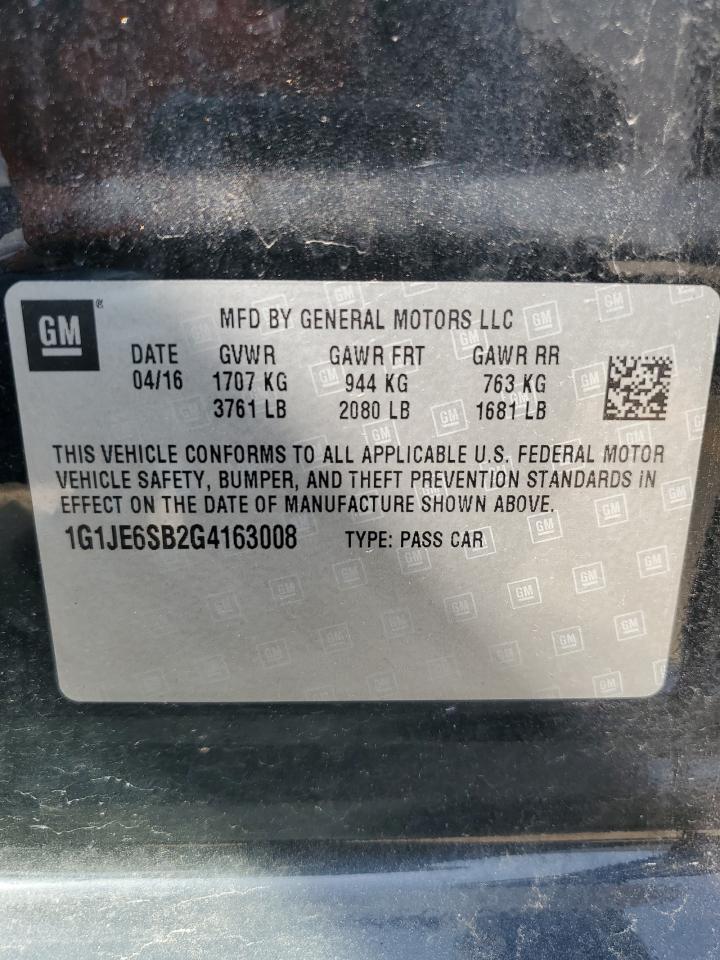 GM ®
MFD BY GENERAL MOTORS LLC
DATE GVWR GAWR FRT GAWR RR
04/16 1707 KG 944 KG 763 KG
3761 LB 2080 LB 1681 LB
THIS VEHICLE CONFORMS TO ALL APPLICABLE U.S. FEDERAL MOTOR
VEHICLE SAFETY, BUMPER, AND THEFT PREVENTION STANDARDS IN
EFFECT ON THE DATE OF MANUFACTURE SHOWN ABOVE.
1G1JE6SB2G4163008 TYPE: PASS CAR